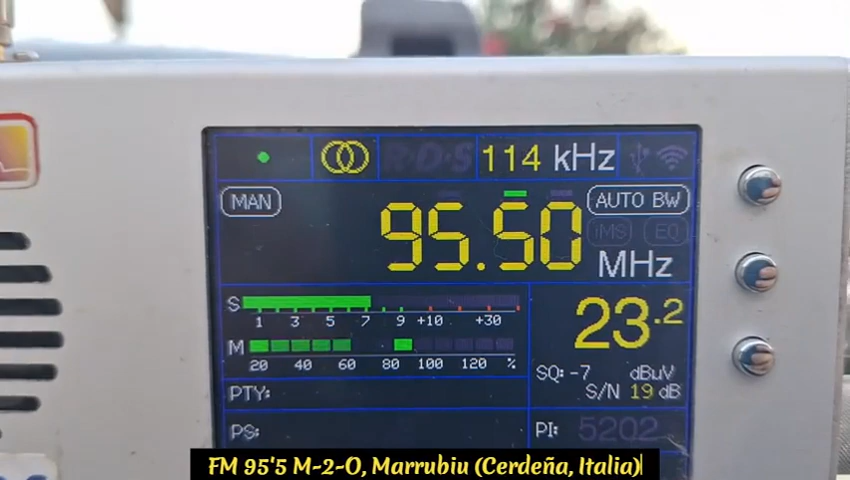 R·D·S 114 kHz
MAN 95.50 AUTO BW
iMS EQ
MHz
S 1 3 5 7 9 +10 +30
23.2
M 20 40 60 80 100 120 %
SQ: -7 dBuV
S/N 19 dB
PTY:
PS: PI: 5202
FM 95'5 M-2-O, Marrubiu (Cerdeña, Italia)